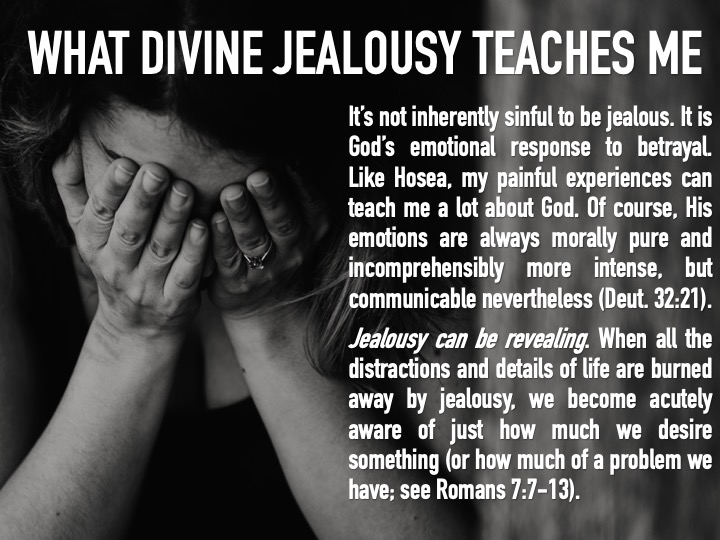 WHAT DIVINE JEALOUSY TEACHES ME
It's not inherently sinful to be jealous. It is
God's emotional response to betrayal.
Like Hosea, my painful experiences can
teach me a lot about God. Of course, His
emotions are always morally pure and
incomprehensibly more intense, but
communicable nevertheless (Deut. 32:21).
Jealousy can be revealing. When all the
distractions and details of life are burned
away by jealousy, we become acutely
aware of just how much we desire
something (or how much of a problem we
have; see Romans 7:7-13).